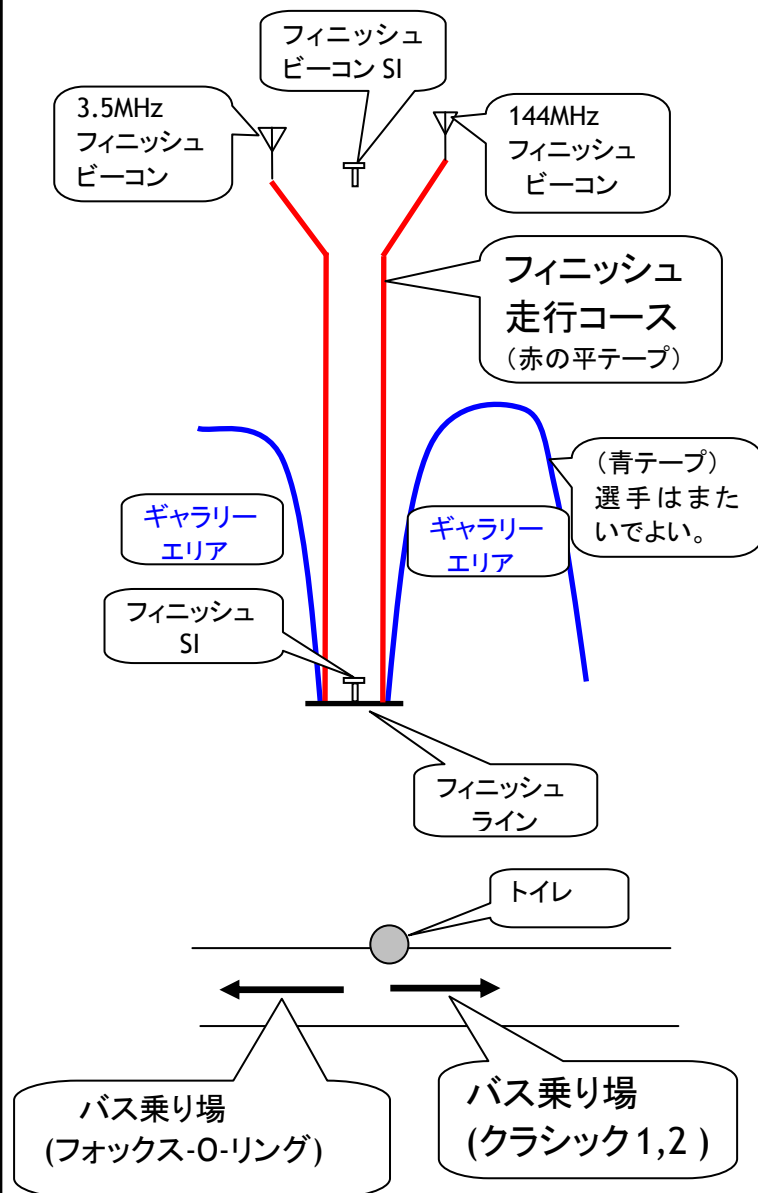 フィニッシュ
ビーコン SI
3.5MHz
フィニッシュ
ビーコン
144MHz
フィニッシュ
ビーコン
フィニッシュ
走行コース
（赤の平テープ）
（青テープ）
選手はまた
いでよい。
ギャラリー
エリア
ギャラリー
エリア
フィニッシュ
SI
フィニッシュ
ライン
トイレ
バス乗り場
(フォックス-O-リング)
バス乗り場
(クラシック1,2 )